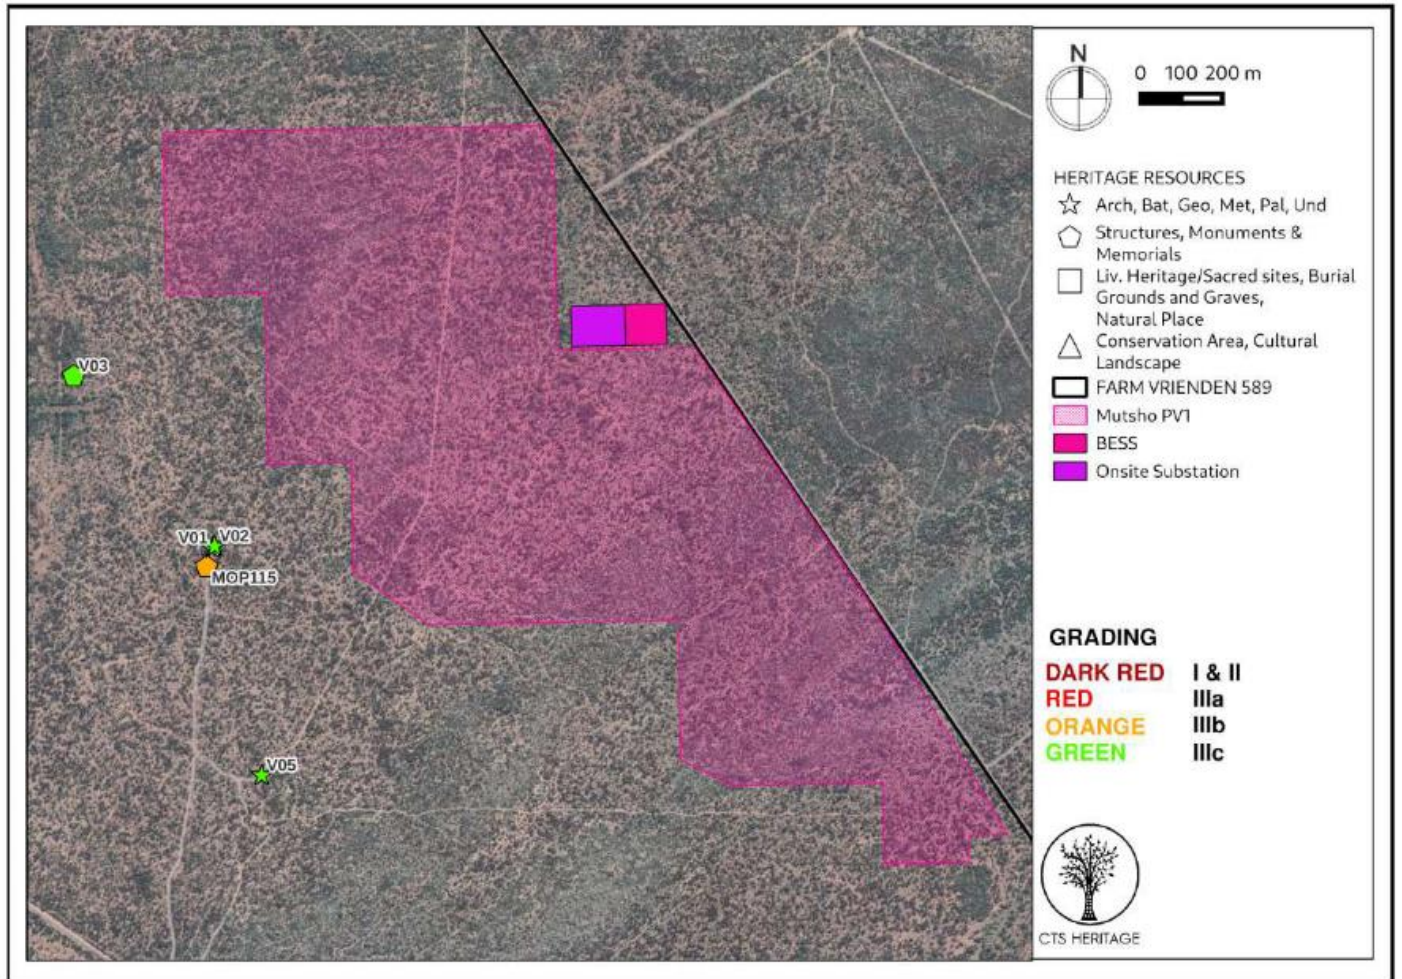 N
0 100 200 m
HERITAGE RESOURCES
Arch, Bat, Geo, Met, Pal, Und
Structures, Monuments &
Memorials
Liv. Heritage/Sacred sites, Burial
Grounds and Graves,
Natural Place
Conservation Area, Cultural
Landscape
FARM VRIENDEN 589
Mutsho PV1
BESS
Onsite Substation
V03
V01 V02
MOP115
V05
GRADING
DARK RED I & II
RED IIIa
ORANGE IIIb
GREEN IIIc
CTS HERITAGE